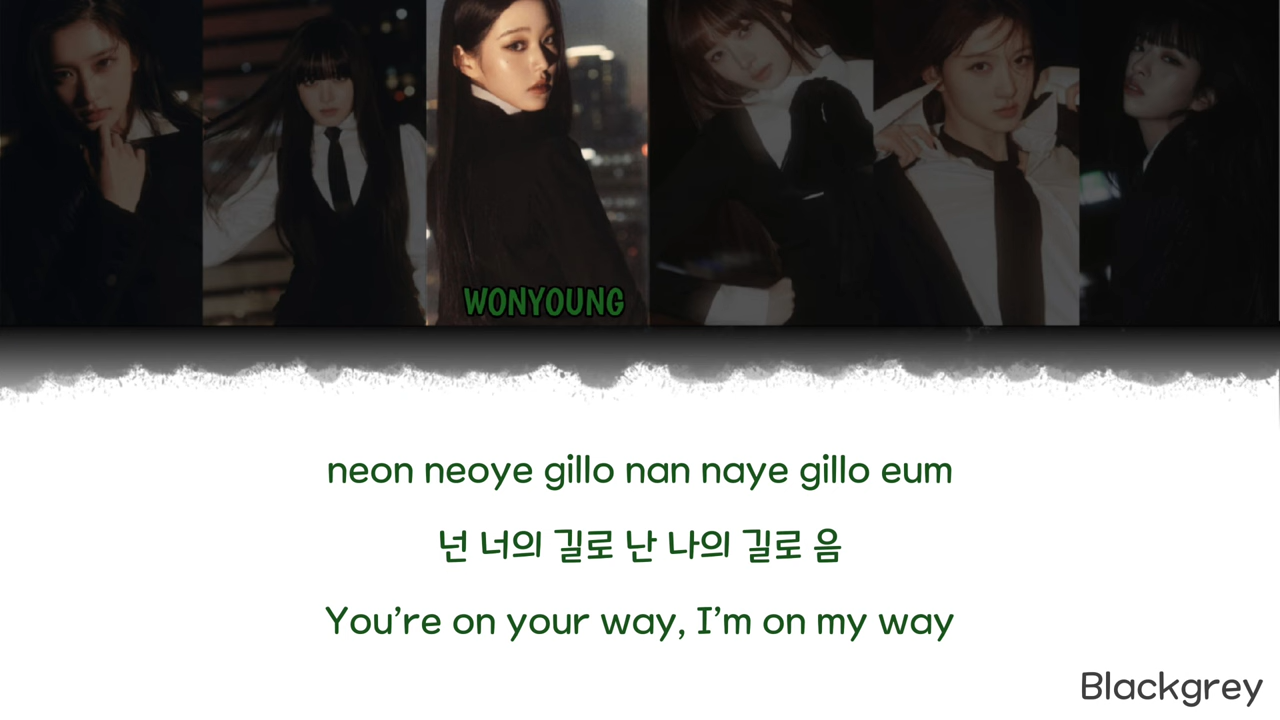 WONYOUNG
neon neoye gillo nan naye gillo eum
넌 너의 길로 난 나의 길로 음
You’re on your way, I’m on my way
Blackgrey